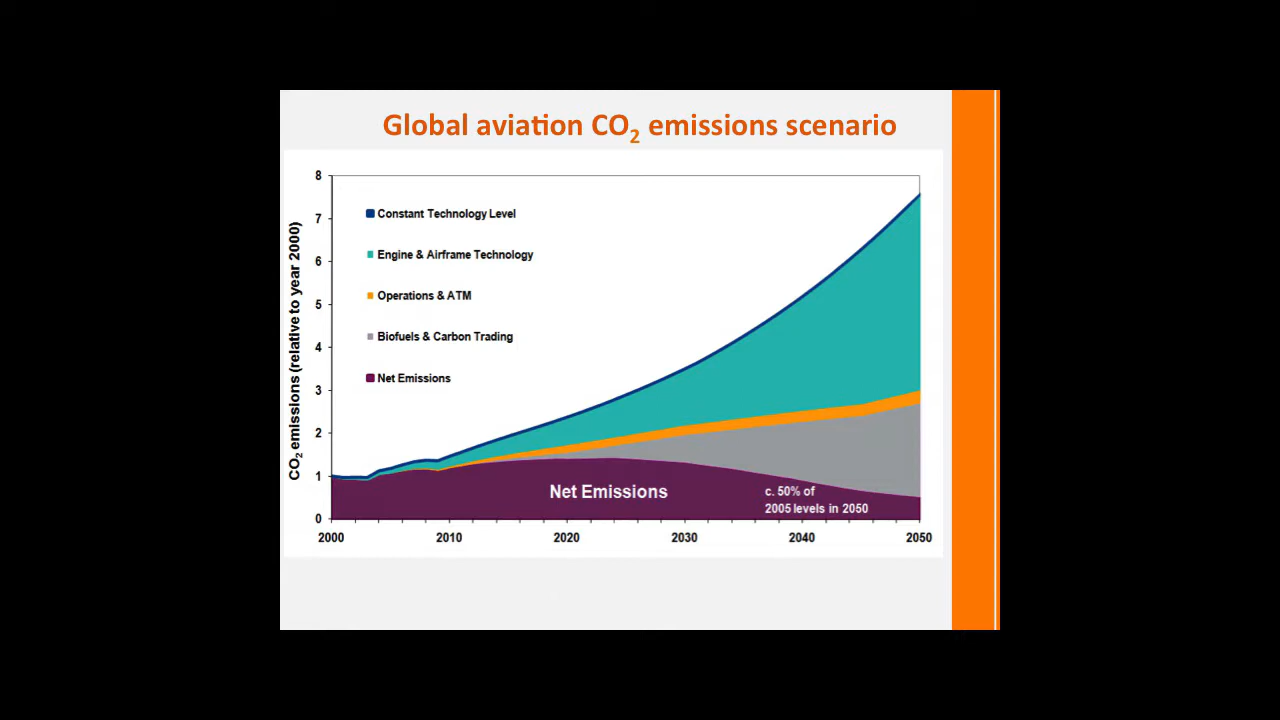 Global aviation CO2 emissions scenario
CO2 emissions (relative to year 2000)
8
7
6
5
4
3
2
1
0
Constant Technology Level
Engine & Airframe Technology
Operations & ATM
Biofuels & Carbon Trading
Net Emissions
Net Emissions
c. 50% of
2005 levels in 2050
2000 2010 2020 2030 2040 2050